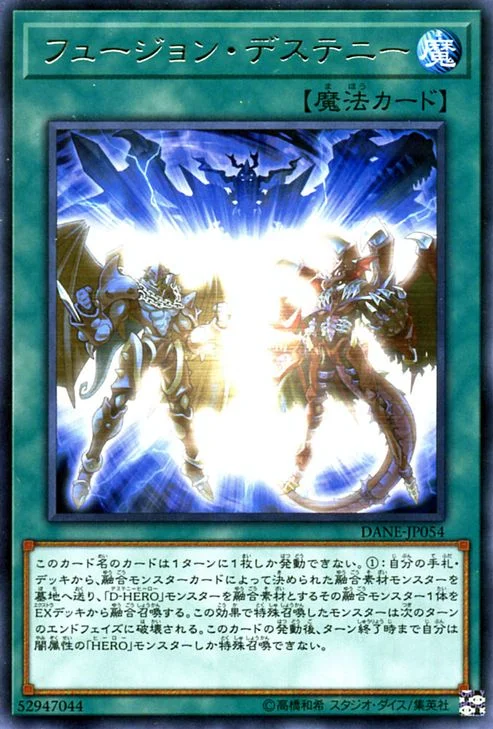 フュージョン・デステニー 魔
【魔法カード】
DANE-JP054
このカード名のカードは1ターンに1枚しか発動できない。①:自分の手札・
デッキから、融合モンスターカードによって決められた融合素材モンスターを
墓地へ送り、「D-HERO」モンスターを融合素材とするその融合モンスター1体を
EXデッキから融合召喚する。この効果で特殊召喚したモンスターは次のターン
のエンドフェイズに破壊される。このカードの発動後、ターン終了時まで自分は
闇属性の「HERO」モンスターしか特殊召喚できない。
52947044 ©高橋和希 スタジオ・ダイス/集英社